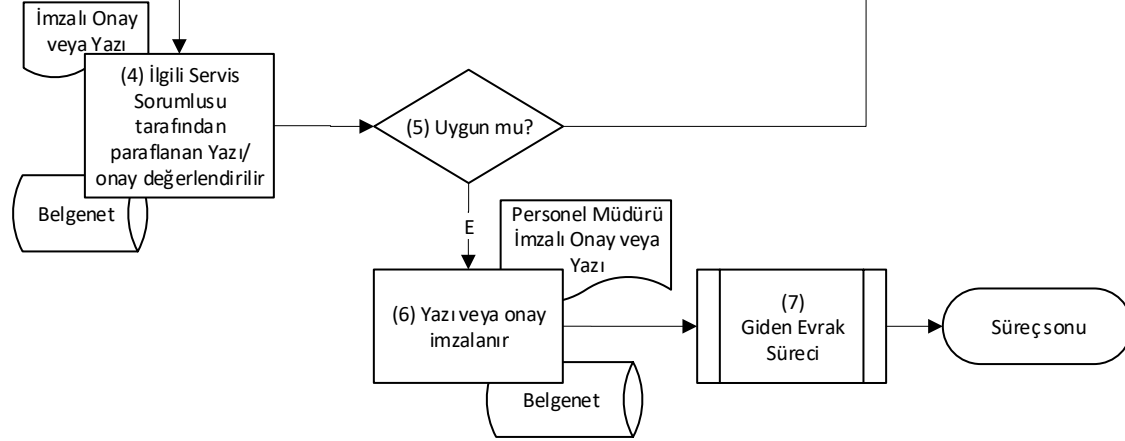 İmzalı Onay
veya Yazı
(4) İlgili Servis
Sorumlusu
tarafından
paraflanan Yazı/
onay değerlendirilir
Belgenet
(5) Uygun mu?
E
Personel Müdürü
İmzalı Onay veya
Yazı
(6) Yazı veya onay
imzalanır
Belgenet
(7)
Giden Evrak
Süreci
Süreç sonu